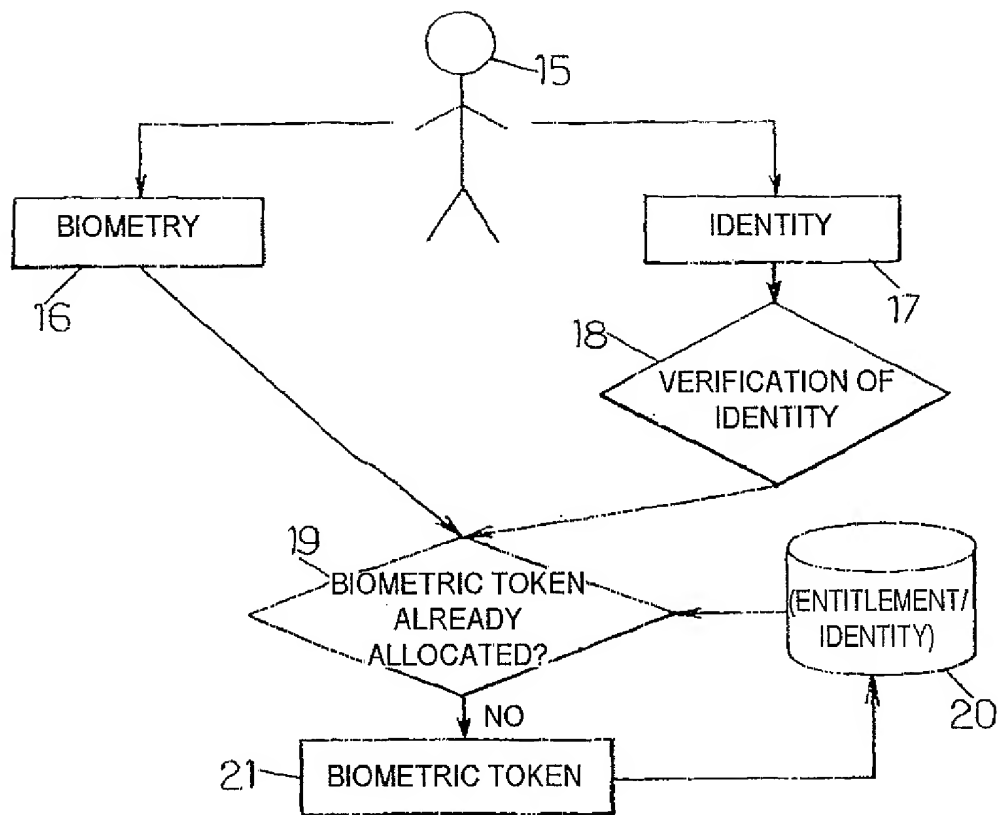 15
BIOMETRY
IDENTITY
16
17
18
VERIFICATION OF
IDENTITY
19
BIOMETRIC TOKEN
ALREADY
ALLOCATED?
(ENTITLEMENT/
IDENTITY)
20
NO
21
BIOMETRIC TOKEN